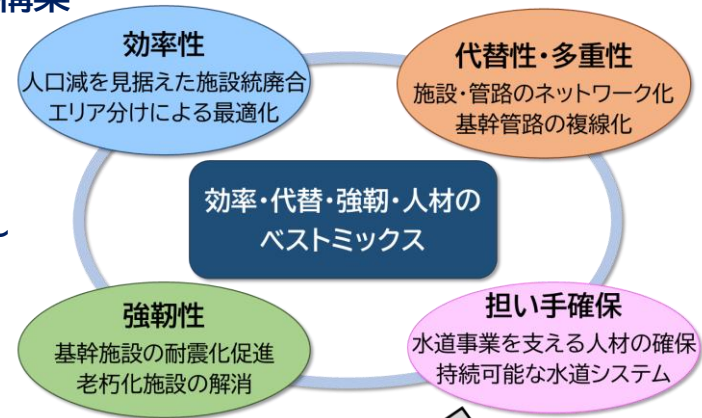 構築
効率性
人口減を見据えた施設統廃合
エリア分けによる最適化
代替性・多重性
施設・管路のネットワーク化
基幹管路の複線化
効率・代替・強靭・人材の
ベストミックス
し
強靭性
基幹施設の耐震化促進
老朽化施設の解消
担い手確保
水道事業を支える人材の確保
持続可能な水道システム